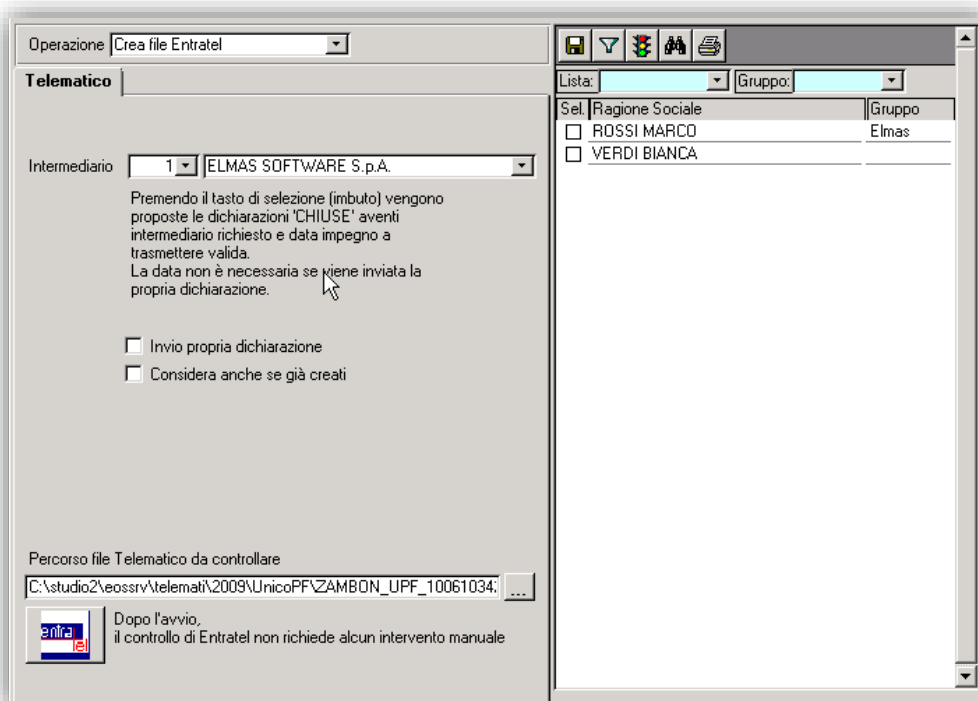 Operazione Crea file Entratel
Telematico
Intermediario 1 ELMAS SOFTWARE S.p.A.
Premendo il tasto di selezione (imbuto) vengono
proposte le dichiarazioni 'CHIUSE' aventi
intermediario richiesto e data impegno a
trasmettere valida.
La data non è necessaria se viene inviata la
propria dichiarazione.
Invio propria dichiarazione
Considera anche se già creati
Percorso file Telematico da controllare
C:\studio2\eossrv\telemati\2009\UnicoPF\ZAMBON_UPF_10061034 ...
entra
tel
Dopo l'avvio,
il controllo di Entratel non richiede alcun intervento manuale
Lista: Gruppo:
Sel. Ragione Sociale Gruppo
ROSSI MARCO Elmas
VERDI BIANCA